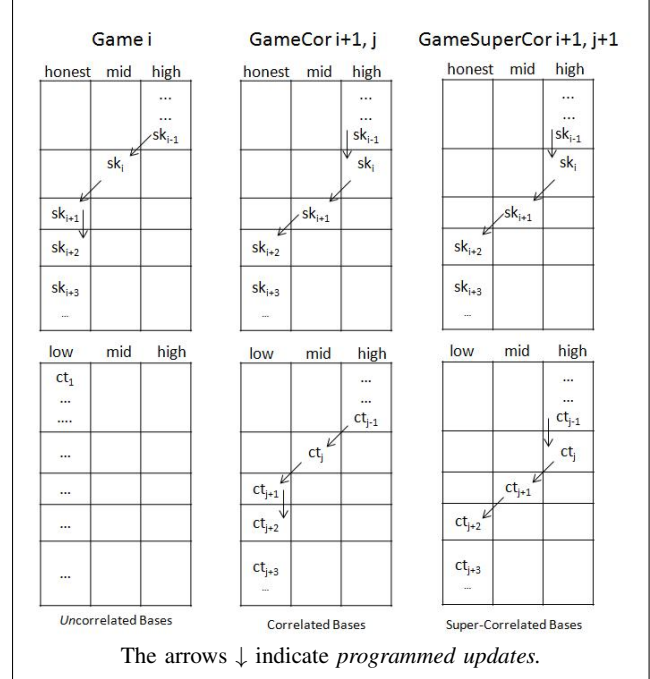 Game i GameCor i+1, j GameSuperCor i+1, j+1
honest mid high honest mid high honest mid high
... ... ...
... ... ...
sk_{i-1} sk_{i-1} sk_{i-1}
sk_i sk_i sk_i
sk_{i+1} sk_{i+1} sk_{i+1}
sk_{i+2} sk_{i+2} sk_{i+2}
sk_{i+3} sk_{i+3} sk_{i+3}
... ... ...
low mid high low mid high low mid high
ct_1 ... ...
... ... ...
.... ct_{j-1} ct_{j-1}
... ct_j ct_j
... ct_{j+1} ct_{j+1}
... ct_{j+2} ct_{j+2}
... ct_{j+3} ct_{j+3}
... ...
Uncorrelated Bases Correlated Bases Super-Correlated Bases
The arrows ↓ indicate programmed updates.